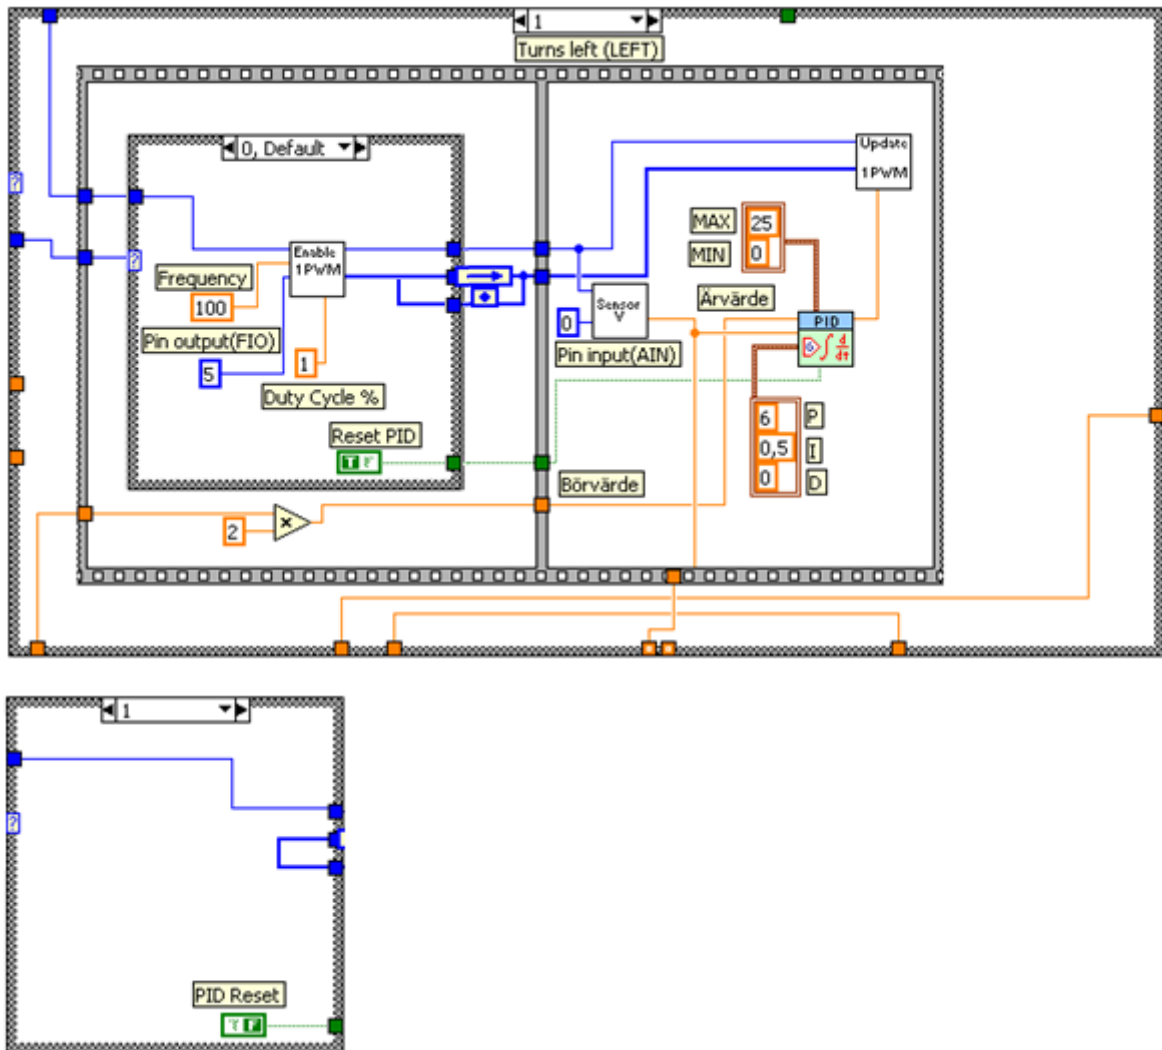 1
Turns left (LEFT)
0, Default
Enable
1PWM
Frequency
100
Pin output(FIO)
5
1
Duty Cycle %
Reset PID
T F
2
Update
1PWM
MAX
25
MIN
0
Ärvärde
Sensor
V
0
Pin input(AIN)
PID
d
dt
6
P
0,5
I
0
D
Börvärde
1
PID Reset
F